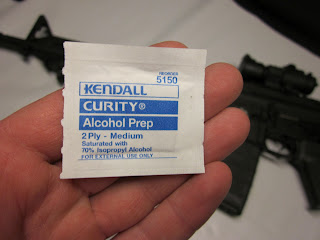 REORDER
5150
KENDALL
CURITY®
Alcohol Prep
2 Ply - Medium
Saturated with
70% Isopropyl Alcohol
FOR EXTERNAL USE ONLY